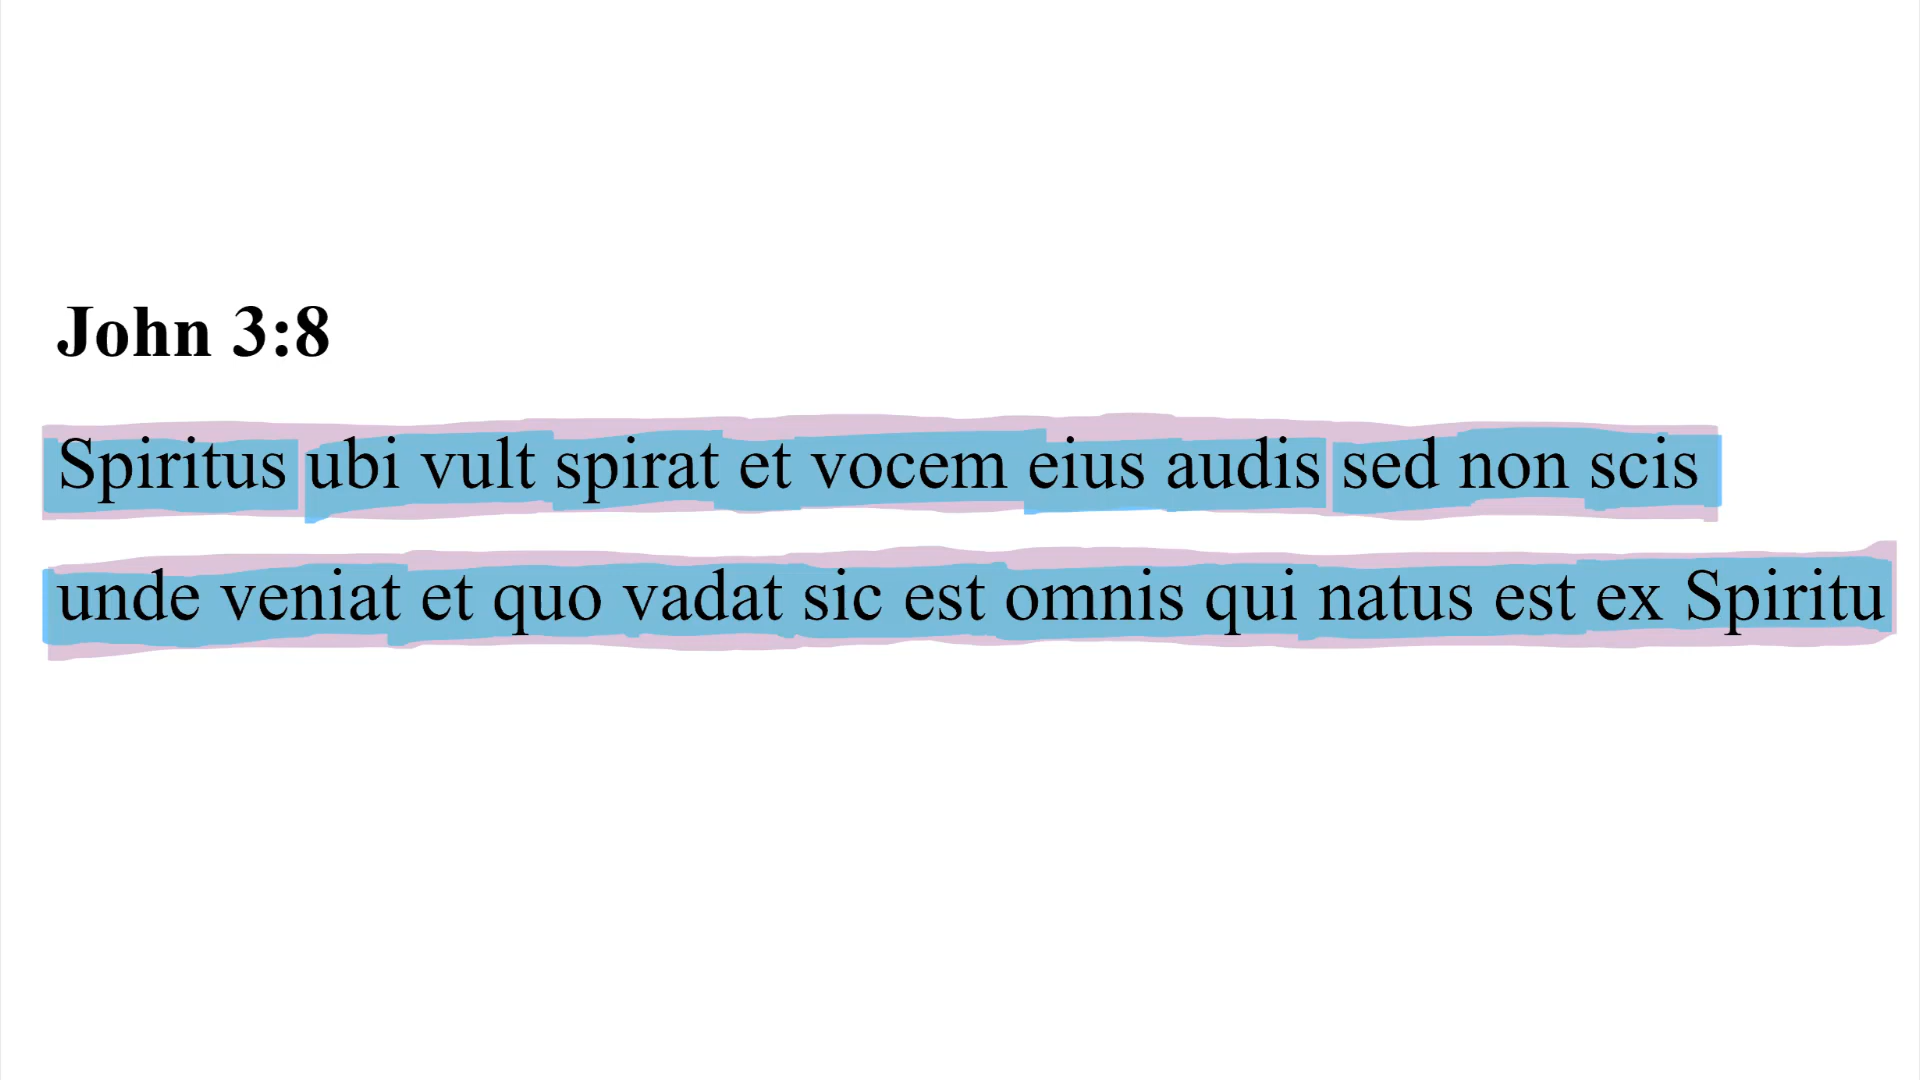 John 3:8
Spiritus ubi vult spirat et vocem eius audis sed non scis
unde veniat et quo vadat sic est omnis qui natus est ex Spiritu